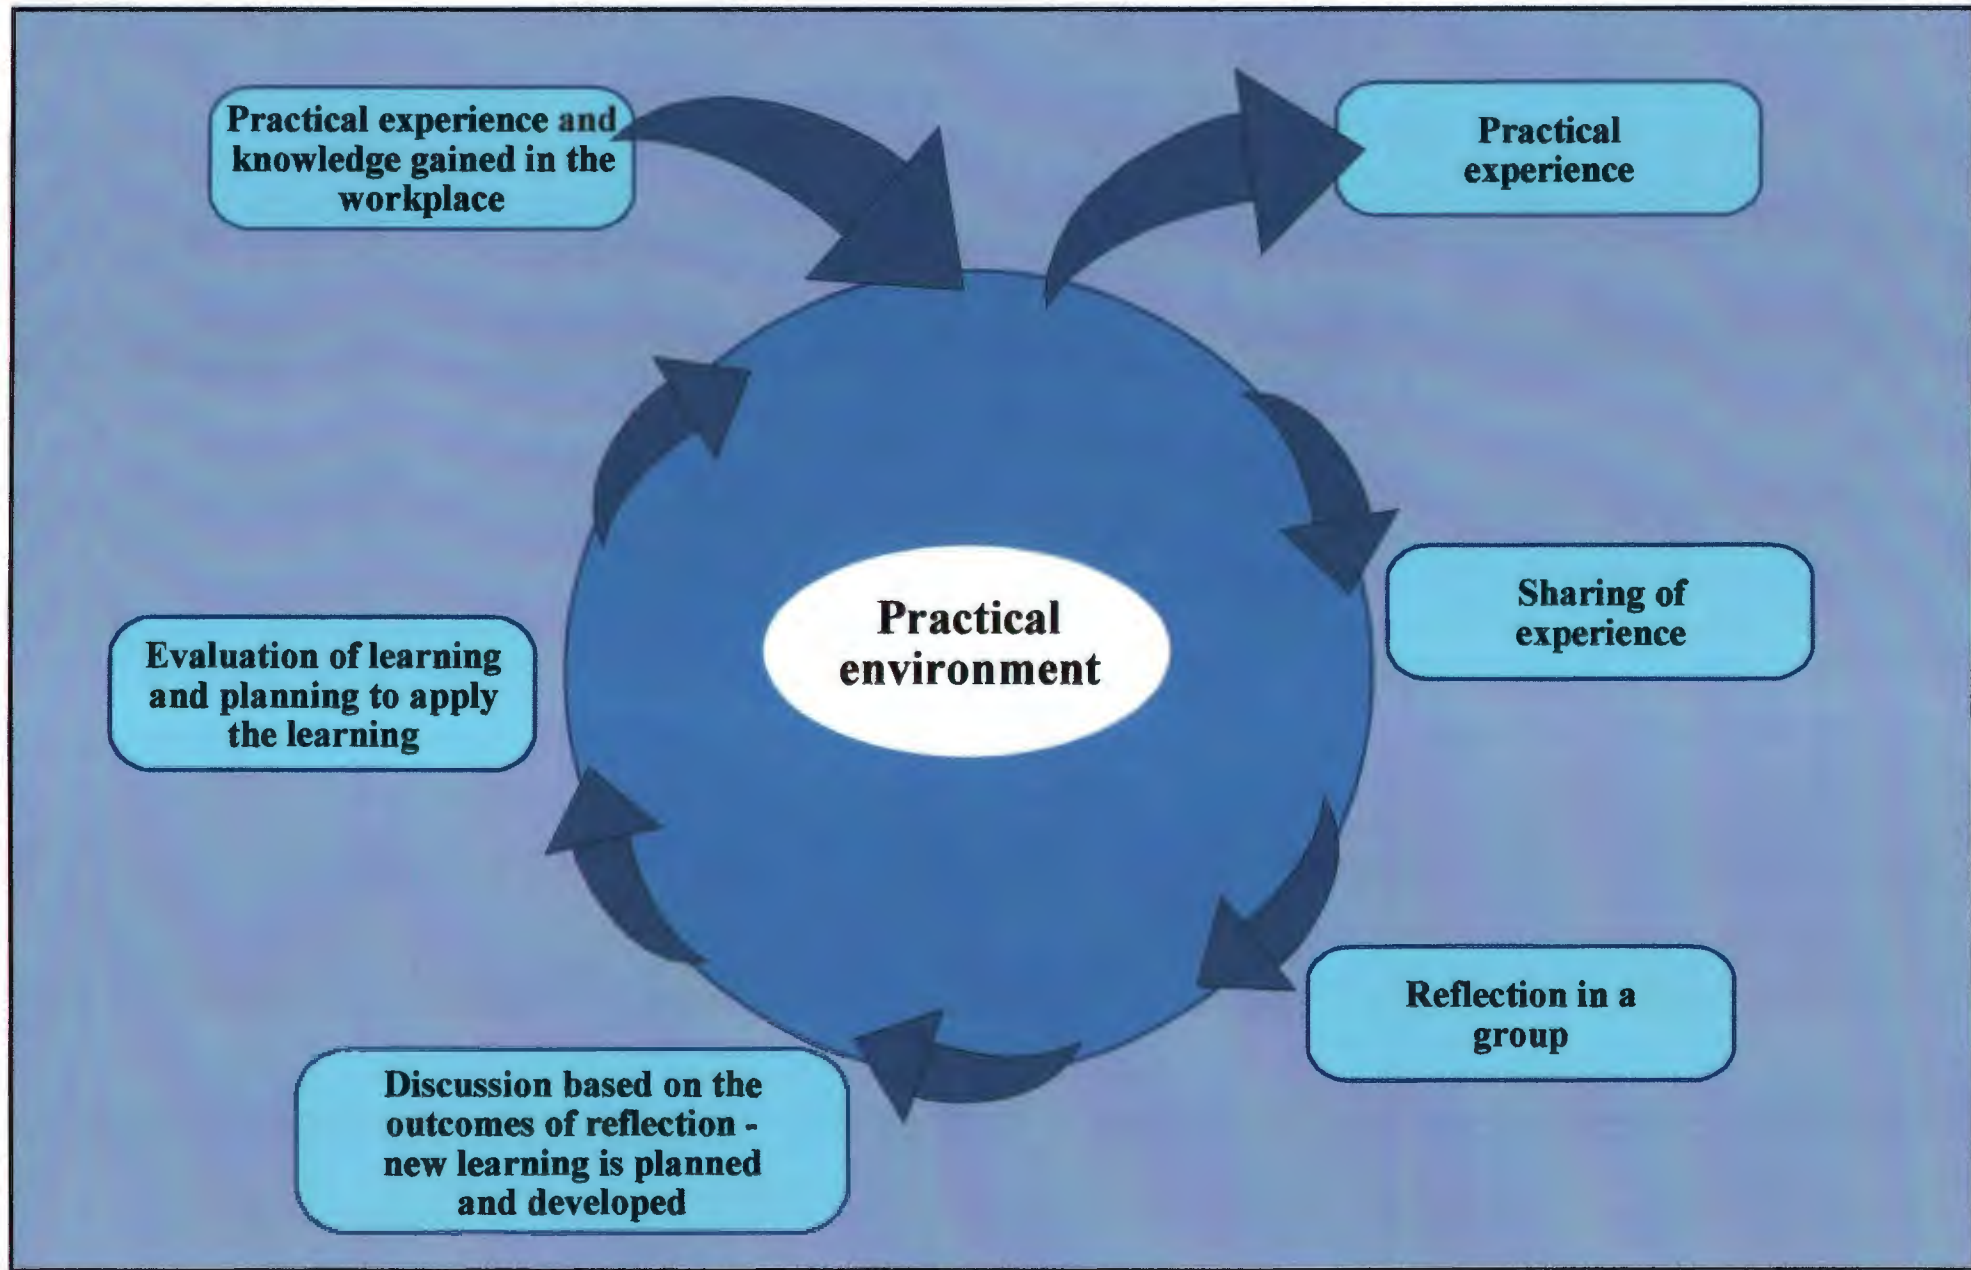 Practical experience and
knowledge gained in the
workplace
Practical
experience
Sharing of
experience
Reflection in a
group
Discussion based on the
outcomes of reflection -
new learning is planned
and developed
Evaluation of learning
and planning to apply
the learning
Practical
environment